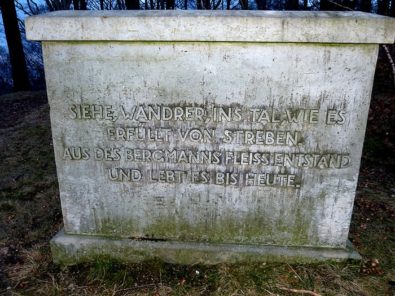 SIEHE, WANDRER, INS TAL, WIE ES
ERFÜLLT VON STREBEN.
AUS DES BERGMANNS FLEISS ENTSTAND
UND LEBT ES BIS HEUTE.